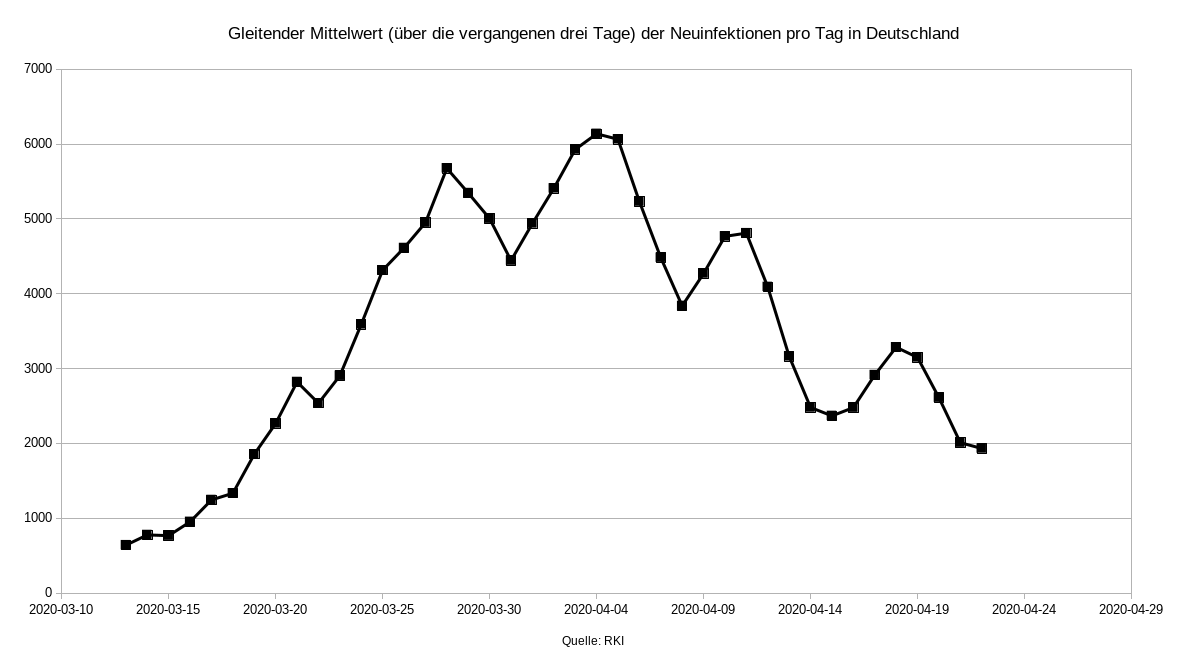 Gleitender Mittelwert (über die vergangenen drei Tage) der Neuinfektionen pro Tag in Deutschland
7000
6000
5000
4000
3000
2000
1000
0
2020-03-10 2020-03-15 2020-03-20 2020-03-25 2020-03-30 2020-04-04 2020-04-09 2020-04-14 2020-04-19 2020-04-24 2020-04-29
Quelle: RKI